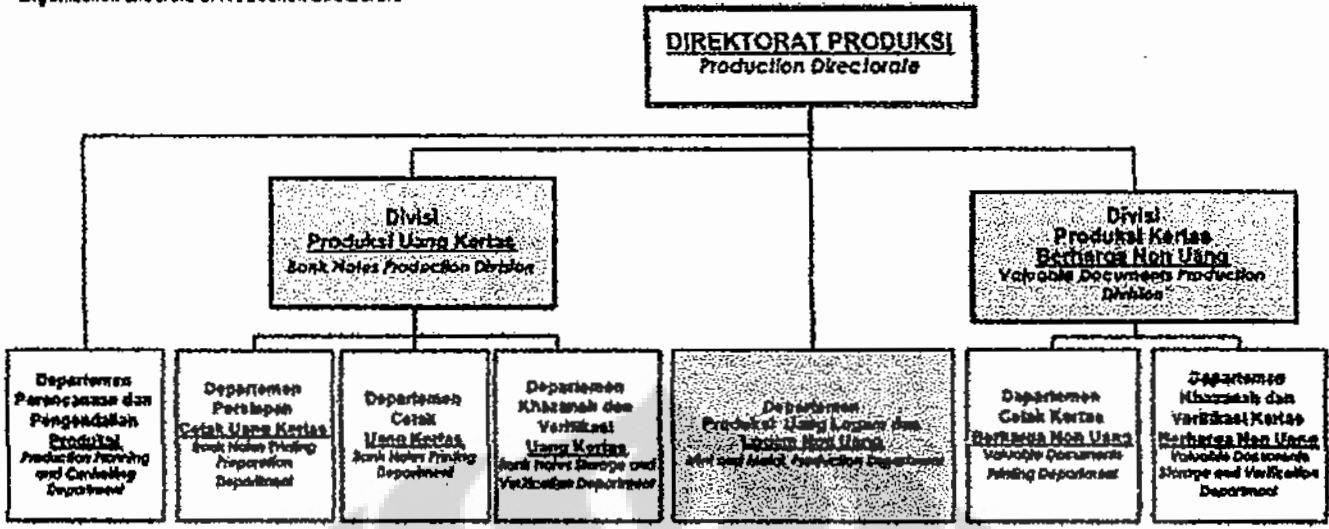 DIREKTORAT PRODUKSI
Production Directorate
Divisi
Produksi Uang Kertas
Bank Notes Production Division
Divisi
Produksi Kertas
Berharga Non Uang
Valuable Documents Production
Division
Departemen
Perencanaan dan
Pengendalian
Produksi
Production Planning
and Controlling
Department
Departemen
Persiapan
Cetak Uang Kertas
Bank Notes Printing
Preparation
Department
Departemen
Cetak
Uang Kertas
Bank Notes Printing
Department
Departemen
Khazanah dan
Verifikasi
Uang Kertas
Bank Notes Storage and
Verification Department
Departemen
Produksi Uang Logam dan
Logam Non Uang
Production Department
Departemen
Cetak Kertas
Berharga Non Uang
Valuable Documents
Printing Department
Departemen
Khazanah dan
Verifikasi Kertas
Berharga Non Uang
Valuable Documents
Storage and Verification
Department